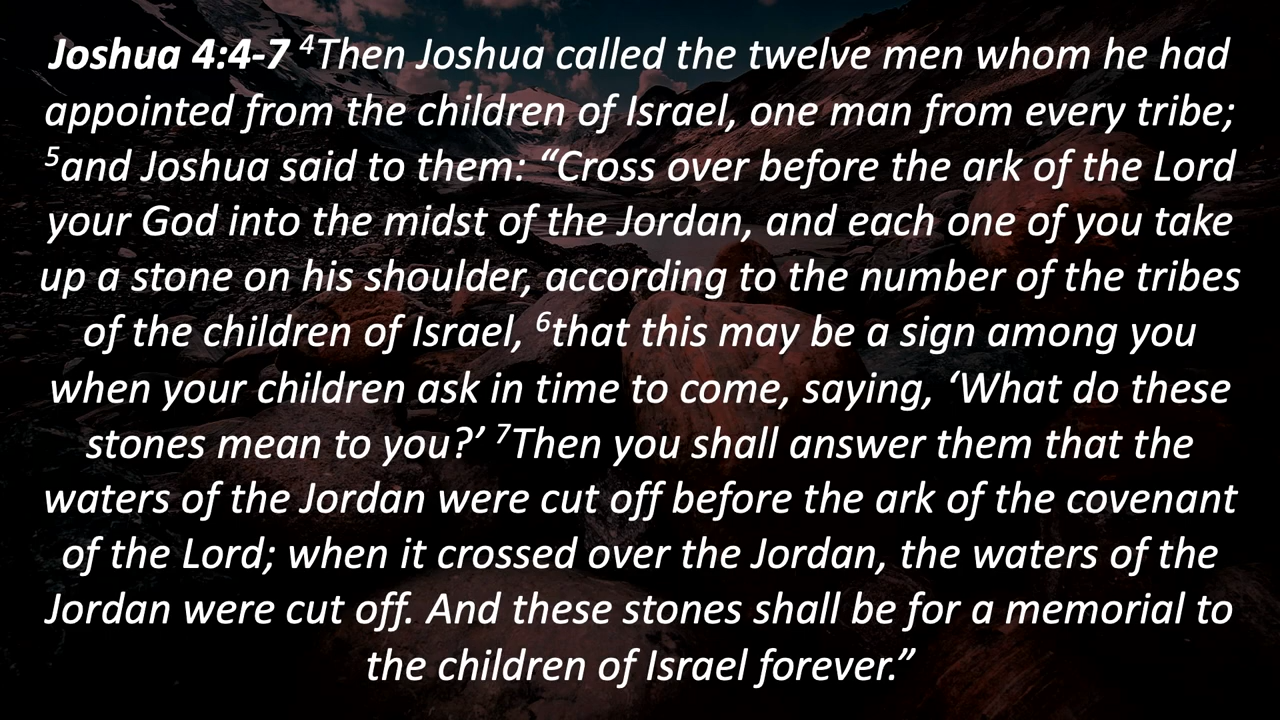 Joshua 4:4-7 ⁴Then Joshua called the twelve men whom he had
appointed from the children of Israel, one man from every tribe;
⁵and Joshua said to them: “Cross over before the ark of the Lord
your God into the midst of the Jordan, and each one of you take
up a stone on his shoulder, according to the number of the tribes
of the children of Israel, ⁶that this may be a sign among you
when your children ask in time to come, saying, ‘What do these
stones mean to you?’ ⁷Then you shall answer them that the
waters of the Jordan were cut off before the ark of the covenant
of the Lord; when it crossed over the Jordan, the waters of the
Jordan were cut off. And these stones shall be for a memorial to
the children of Israel forever.”